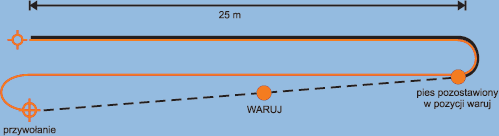 25 m
WARUJ
pies pozostawiony
w pozycji waruj
przywołanie